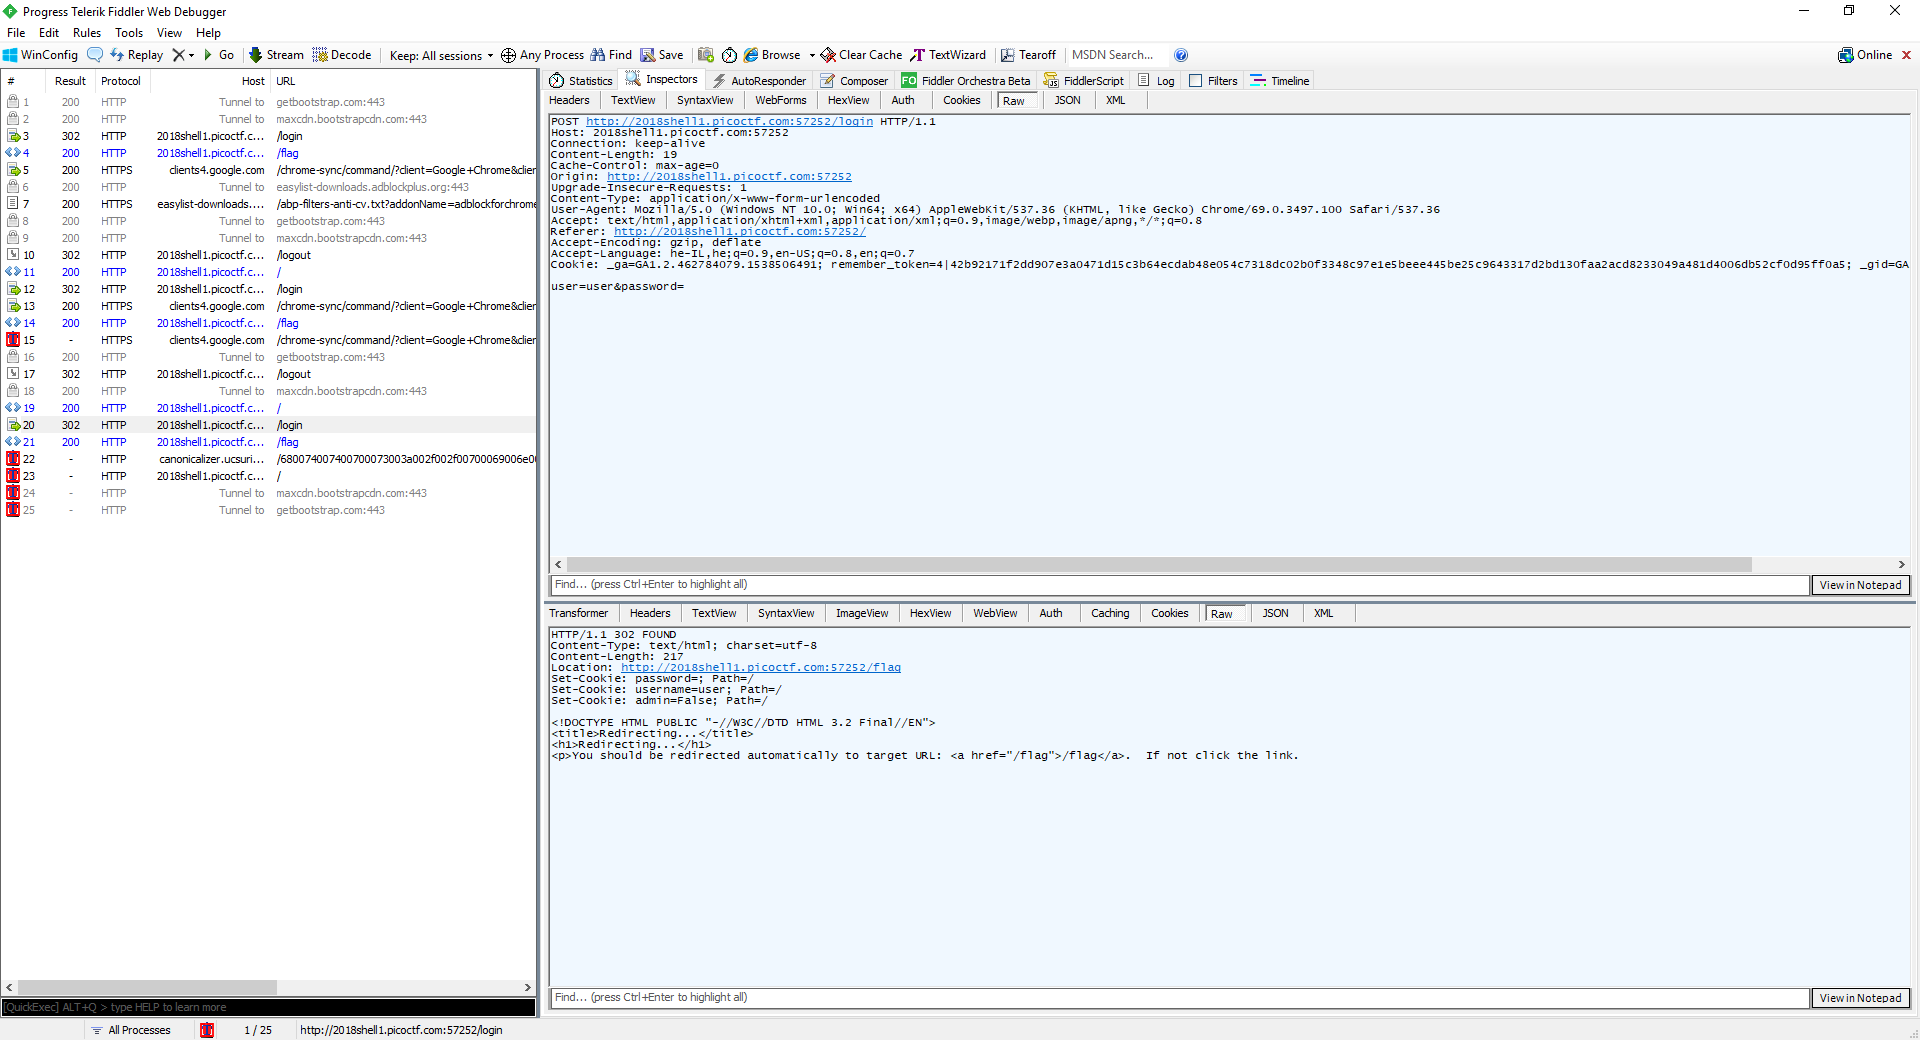 Progress Telerik Fiddler Web Debugger
File Edit Rules Tools View Help
WinConfig Replay Go Stream Decode Keep: All sessions Any Process Find Save Browse Clear Cache TextWizard Tearoff MSDN Search... Online
# Result Protocol Host URL
1 200 HTTP Tunnel to getbootstrap.com:443
2 200 HTTP Tunnel to maxcdn.bootstrapcdn.com:443
3 302 HTTP 2018shell1.picoctf.c... /login
4 200 HTTP 2018shell1.picoctf.c... /flag
5 200 HTTPS clients4.google.com /chrome-sync/command/?client=Google+Chrome&clien
6 200 HTTP Tunnel to easylist-downloads.adblockplus.org:443
7 200 HTTPS easylist-downloads.... /abp-filters-anti-cv.txt?addonName=adblockforchrome
8 200 HTTP Tunnel to getbootstrap.com:443
9 200 HTTP Tunnel to maxcdn.bootstrapcdn.com:443
10 302 HTTP 2018shell1.picoctf.c... /logout
11 200 HTTP 2018shell1.picoctf.c... /
12 302 HTTP 2018shell1.picoctf.c... /login
13 200 HTTPS clients4.google.com /chrome-sync/command/?client=Google+Chrome&clien
14 200 HTTP 2018shell1.picoctf.c... /flag
15 - HTTPS clients4.google.com /chrome-sync/command/?client=Google+Chrome&clien
16 200 HTTP Tunnel to getbootstrap.com:443
17 302 HTTP 2018shell1.picoctf.c... /logout
18 200 HTTP Tunnel to maxcdn.bootstrapcdn.com:443
19 200 HTTP 2018shell1.picoctf.c... /
20 302 HTTP 2018shell1.picoctf.c... /login
21 200 HTTP 2018shell1.picoctf.c... /flag
22 - HTTP canonicalizer.ucsuri... /680074007400700073003a002f002f00700069006e00
23 - HTTP 2018shell1.picoctf.c... /
24 - HTTP Tunnel to maxcdn.bootstrapcdn.com:443
25 - HTTP Tunnel to getbootstrap.com:443
[QuickExec] ALT+Q > type HELP to learn more
All Processes 1 / 25 http://2018shell1.picoctf.com:57252/login
Statistics Inspectors AutoResponder Composer FO Fiddler Orchestra Beta FiddlerScript Log Filters Timeline
Headers TextView SyntaxView WebForms HexView Auth Cookies Raw JSON XML
POST http://2018shell1.picoctf.com:57252/login HTTP/1.1
Host: 2018shell1.picoctf.com:57252
Connection: keep-alive
Content-Length: 19
Cache-Control: max-age=0
Origin: http://2018shell1.picoctf.com:57252
Upgrade-Insecure-Requests: 1
Content-Type: application/x-www-form-urlencoded
User-Agent: Mozilla/5.0 (Windows NT 10.0; Win64; x64) AppleWebKit/537.36 (KHTML, like Gecko) Chrome/69.0.3497.100 Safari/537.36
Accept: text/html,application/xhtml+xml,application/xml;q=0.9,image/webp,image/apng,*/*;q=0.8
Referer: http://2018shell1.picoctf.com:57252/
Accept-Encoding: gzip, deflate
Accept-Language: he-IL,he;q=0.9,en-US;q=0.8,en;q=0.7
Cookie: _ga=GA1.2.462784079.1538506491; remember_token=4|42b92171f2dd907e3a0471d15c3b64ecdab48e054c7318dc02b0f3348c97e1e5beee445be25c9643317d2bd130faa2acd8233049a481d4006db52cf0d95ff0a5; _gid=GA
user=user&password=
Find... (press Ctrl+Enter to highlight all) View in Notepad
Transformer Headers TextView SyntaxView ImageView HexView WebView Auth Caching Cookies Raw JSON XML
HTTP/1.1 302 FOUND
Content-Type: text/html; charset=utf-8
Content-Length: 217
Location: http://2018shell1.picoctf.com:57252/flag
Set-Cookie: password=; Path=/
Set-Cookie: username=user; Path=/
Set-Cookie: admin=False; Path=/
<!DOCTYPE HTML PUBLIC "-//W3C//DTD HTML 3.2 Final//EN">
<title>Redirecting...</title>
<h1>Redirecting...</h1>
<p>You should be redirected automatically to target URL: <a href="/flag">/flag</a>.  If not click the link.
Find... (press Ctrl+Enter to highlight all) View in Notepad